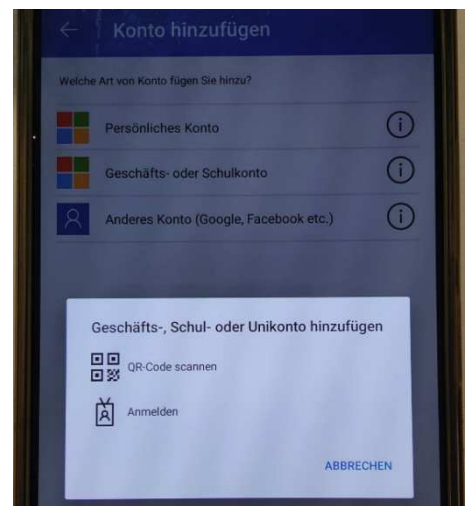 Konto hinzufügen
Welche Art von Konto fügen Sie hinzu?
Persönliches Konto
Geschäfts- oder Schulkonto
Anderes Konto (Google, Facebook etc.)
Geschäfts-, Schul- oder Unikonto hinzufügen
QR-Code scannen
Anmelden
ABBRECHEN